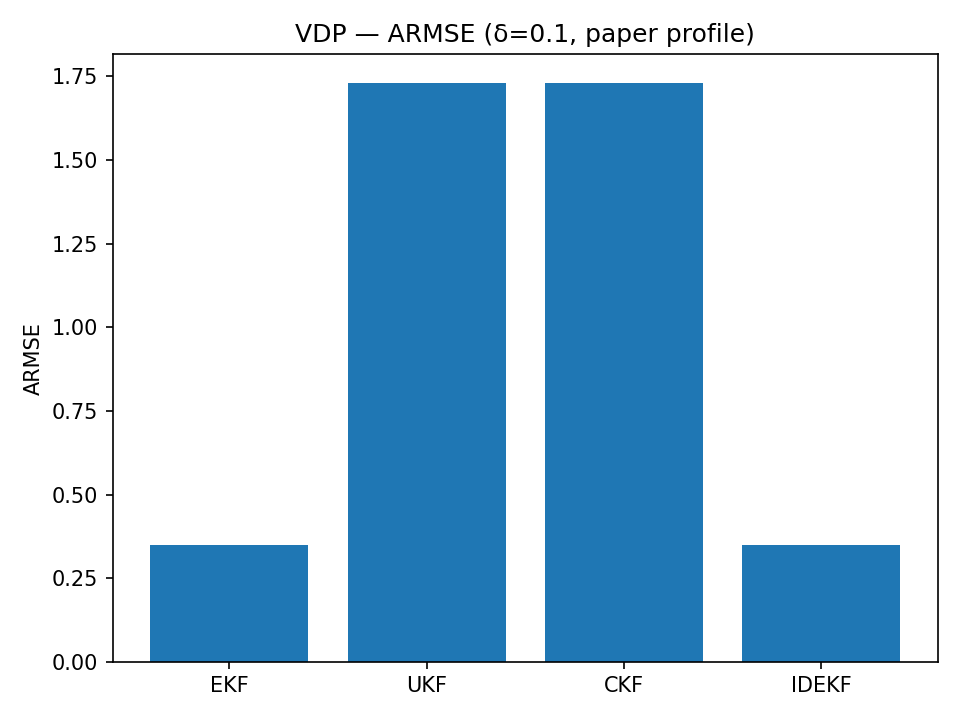 VDP — ARMSE (δ=0.1, paper profile)
ARMSE
1.75
1.50
1.25
1.00
0.75
0.50
0.25
0.00
EKF
UKF
CKF
IDEKF